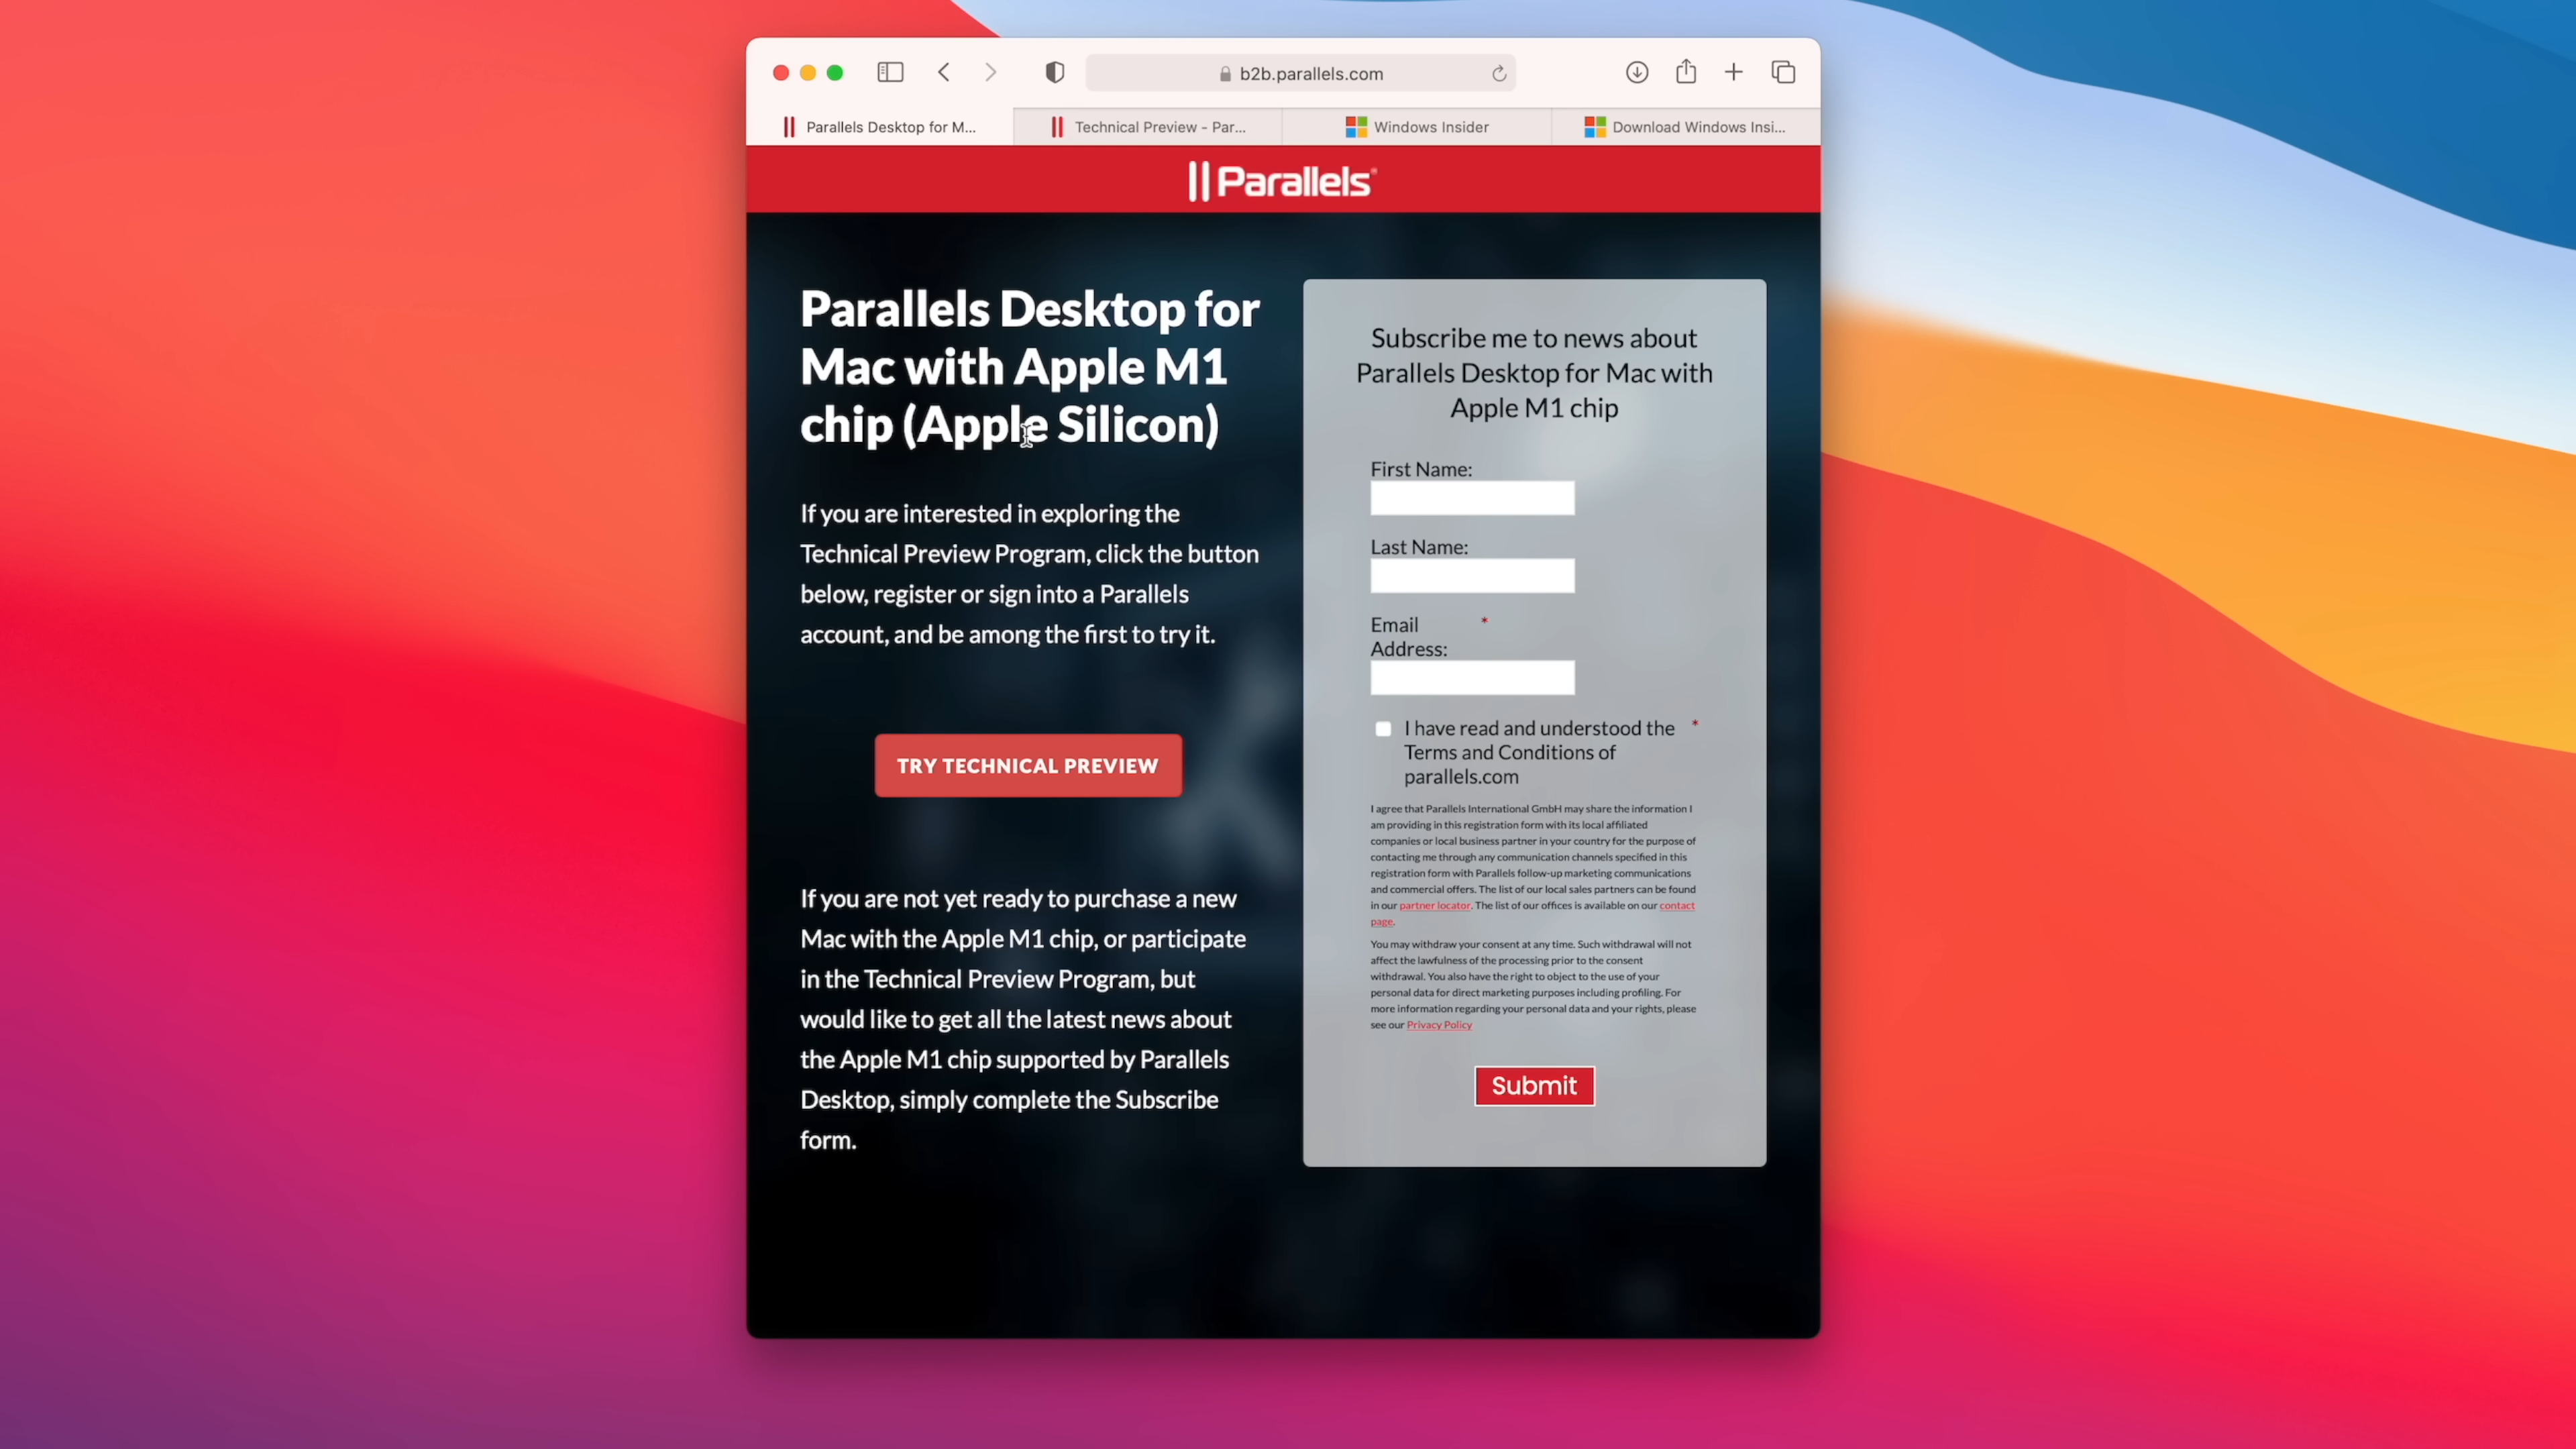 b2b.parallels.com
Parallels Desktop for M...
Technical Preview - Par...
Windows Insider
Download Windows Insi...
Parallels
Parallels Desktop for
Mac with Apple M1
chip (Apple Silicon)
If you are interested in exploring the
Technical Preview Program, click the button
below, register or sign into a Parallels
account, and be among the first to try it.
TRY TECHNICAL PREVIEW
If you are not yet ready to purchase a new
Mac with the Apple M1 chip, or participate
in the Technical Preview Program, but
would like to get all the latest news about
the Apple M1 chip supported by Parallels
Desktop, simply complete the Subscribe
form.
Subscribe me to news about
Parallels Desktop for Mac with
Apple M1 chip
First Name:
Last Name:
Email *
Address:
I have read and understood the *
Terms and Conditions of
parallels.com
I agree that Parallels International GmbH may share the information I
am providing in this registration form with its local affiliated
companies or local business partner in your country for the purpose of
contacting me through any communication channels specified in this
registration form with Parallels follow-up marketing communications
and commercial offers. The list of our local sales partners can be found
in our partner locator. The list of our offices is available on our contact
page.
You may withdraw your consent at any time. Such withdrawal will not
affect the lawfulness of the processing prior to the consent
withdrawal. You also have the right to object to the use of your
personal data for direct marketing purposes including profiling. For
more information regarding your personal data and your rights, please
see our Privacy Policy
Submit